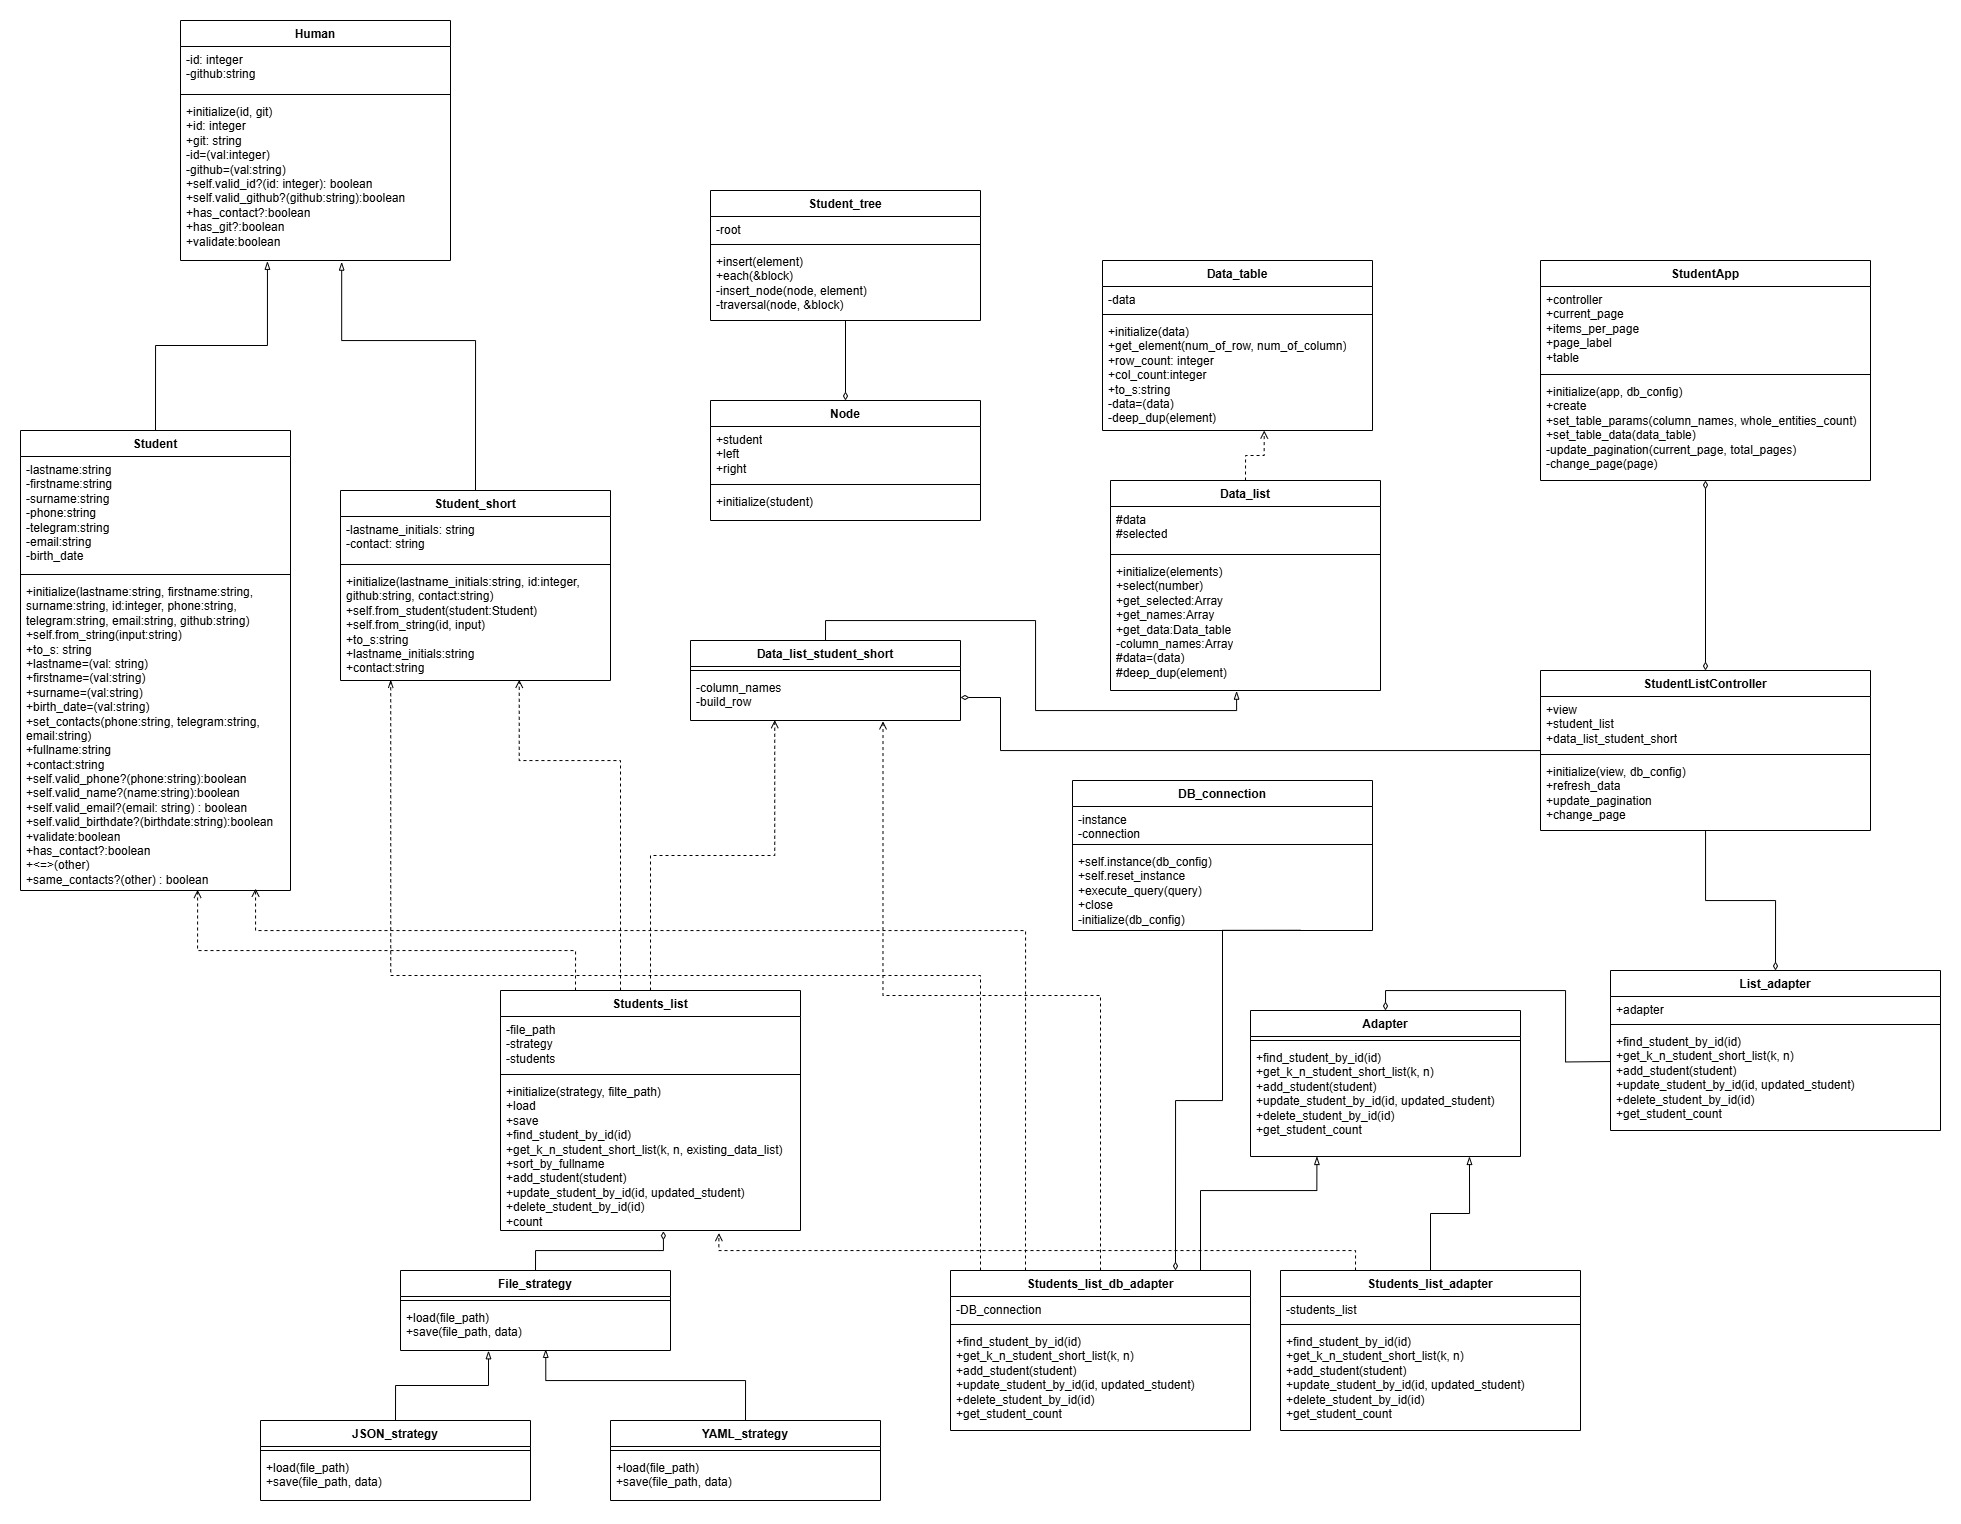 Human
-id: integer
-github:string
+initialize(id, git)
+id: integer
+git: string
-id=(val:integer)
-github=(val:string)
+self.valid_id?(id: integer): boolean
+self.valid_github?(github:string):boolean
+has_contact?:boolean
+has_git?:boolean
+validate:boolean
Student_tree
-root
+insert(element)
+each(&block)
-insert_node(node, element)
-traversal(node, &block)
Data_table
-data
+initialize(data)
+get_element(num_of_row, num_of_column)
+row_count: integer
+col_count:integer
+to_s:string
-data=(data)
-deep_dup(element)
StudentApp
+controller
+current_page
+items_per_page
+page_label
+table
+initialize(app, db_config)
+create
+set_table_params(column_names, whole_entities_count)
+set_table_data(data_table)
-update_pagination(current_page, total_pages)
-change_page(page)
Node
+student
+left
+right
+initialize(student)
Student
-lastname:string
-firstname:string
-surname:string
-phone:string
-telegram:string
-email:string
-birth_date
+initialize(lastname:string, firstname:string,
surname:string, id:integer, phone:string,
telegram:string, email:string, github:string)
+self.from_string(input:string)
+to_s: string
+lastname=(val: string)
+firstname=(val:string)
+surname=(val:string)
+birth_date=(val:string)
+set_contacts(phone:string, telegram:string,
email:string)
+fullname:string
+contact:string
+self.valid_phone?(phone:string):boolean
+self.valid_name?(name:string):boolean
+self.valid_email?(email: string) : boolean
+self.valid_birthdate?(birthdate:string):boolean
+validate:boolean
+has_contact?:boolean
+<=>(other)
+same_contacts?(other) : boolean
Student_short
-lastname_initials: string
-contact: string
+initialize(lastname_initials:string, id:integer,
github:string, contact:string)
+self.from_student(student:Student)
+self.from_string(id, input)
+to_s:string
+lastname_initials:string
+contact:string
Data_list
#data
#selected
+initialize(elements)
+select(number)
+get_selected:Array
+get_names:Array
+get_data:Data_table
-column_names:Array
#data=(data)
#deep_dup(element)
Data_list_student_short
-column_names
-build_row
StudentListController
+view
+student_list
+data_list_student_short
+initialize(view, db_config)
+refresh_data
+update_pagination
+change_page
DB_connection
-instance
-connection
+self.instance(db_config)
+self.reset_instance
+execute_query(query)
+close
-initialize(db_config)
List_adapter
+adapter
+find_student_by_id(id)
+get_k_n_student_short_list(k, n)
+add_student(student)
+update_student_by_id(id, updated_student)
+delete_student_by_id(id)
+get_student_count
Students_list
-file_path
-strategy
-students
+initialize(strategy, filte_path)
+load
+save
+find_student_by_id(id)
+get_k_n_student_short_list(k, n, existing_data_list)
+sort_by_fullname
+add_student(student)
+update_student_by_id(id, updated_student)
+delete_student_by_id(id)
+count
Adapter
+find_student_by_id(id)
+get_k_n_student_short_list(k, n)
+add_student(student)
+update_student_by_id(id, updated_student)
+delete_student_by_id(id)
+get_student_count
File_strategy
+load(file_path)
+save(file_path, data)
Students_list_db_adapter
-DB_connection
+find_student_by_id(id)
+get_k_n_student_short_list(k, n)
+add_student(student)
+update_student_by_id(id, updated_student)
+delete_student_by_id(id)
+get_student_count
Students_list_adapter
-students_list
+find_student_by_id(id)
+get_k_n_student_short_list(k, n)
+add_student(student)
+update_student_by_id(id, updated_student)
+delete_student_by_id(id)
+get_student_count
JSON_strategy
+load(file_path)
+save(file_path, data)
YAML_strategy
+load(file_path)
+save(file_path, data)